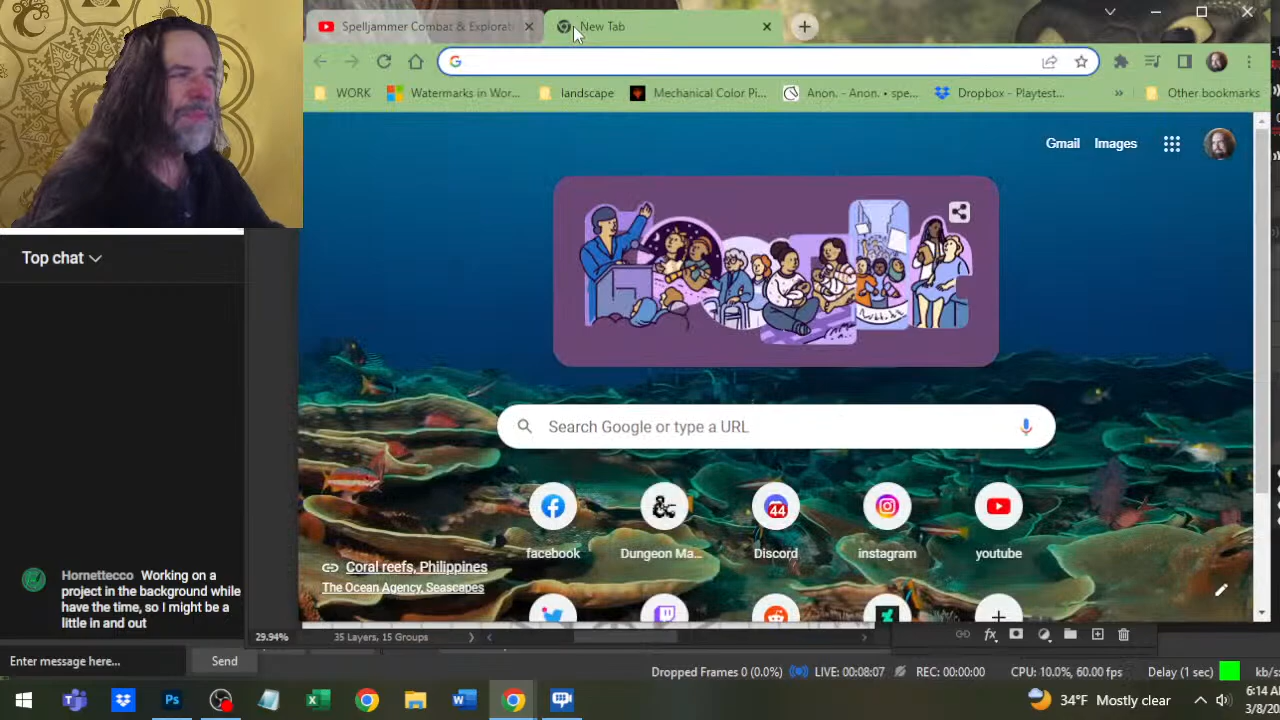 Spelljammer Combat & Explorat
New Tab
WORK
Watermarks in Wor...
landscape
Mechanical Color Pi...
Anon. - Anon. • spe...
Dropbox - Playtest...
»
Other bookmarks
Gmail
Images
Top chat
Search Google or type a URL
44
facebook
Dungeon Ma...
Discord
instagram
youtube
Coral reefs, Philippines
The Ocean Agency, Seascapes
Hornettecco Working on a
project in the background while
have the time, so I might be a
little in and out
29.94%
35 Layers, 15 Groups
fx
Enter message here...
Send
Dropped Frames 0 (0.0%)
LIVE: 00:08:07
REC: 00:00:00
CPU: 10.0%, 60.00 fps
Delay (1 sec)
kb/s
Ps
34°F Mostly clear
6:14 A
3/8/20